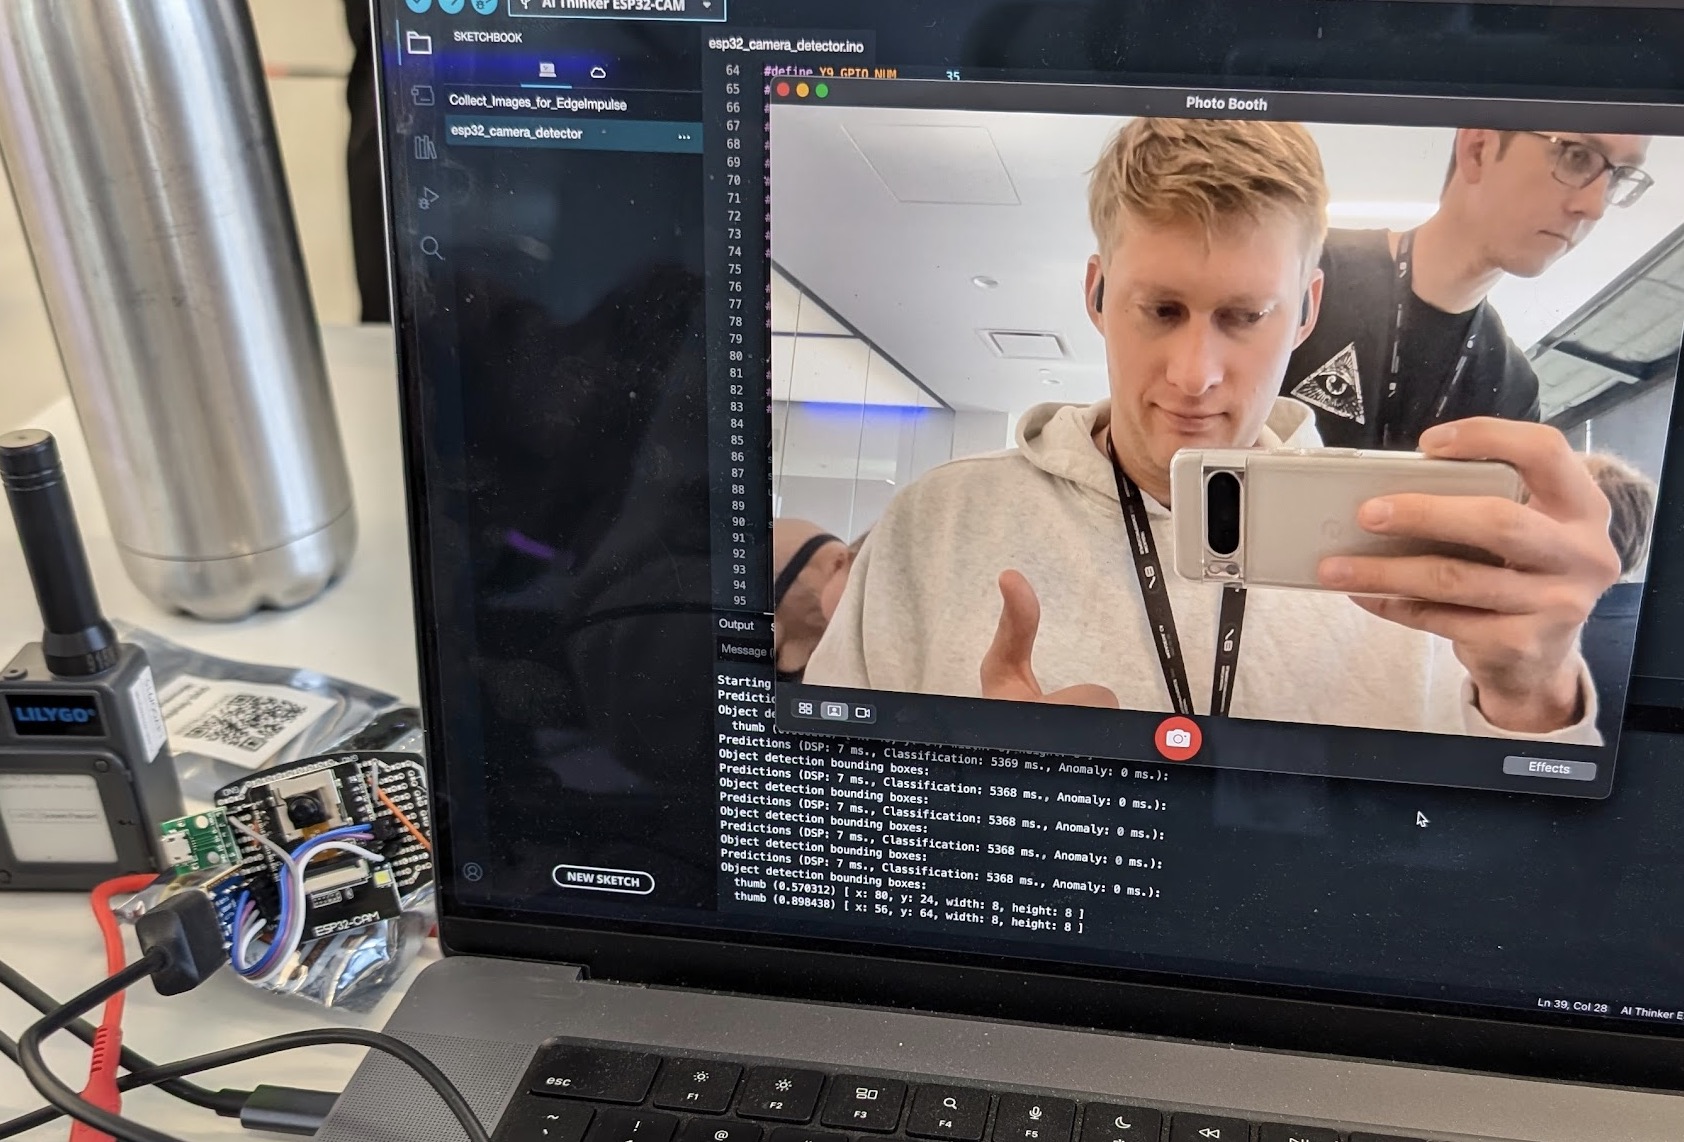 AI Thinker ESP32-CAM
SKETCHBOOK
esp32_camera_detector.ino
Collect_Images_for_EdgeImpulse
esp32_camera_detector
...
64 #define Y9_GPIO_NUM 35
65 #
66 #
67 #
68 #
69 #
70 #
71 #
72 #
73 #
74 #
75
76 #
77 #
78 #
79
80
81
82 #
83 #
84
85
86
87
88
89
90
91
92
93
94
95
Photo Booth
Output
Message
Starting
Object de
thumb
Predictions (DSP: 7 ms., Classification: 5369 ms., Anomaly: 0 ms.):
Object detection bounding boxes:
Predictions (DSP: 7 ms., Classification: 5368 ms., Anomaly: 0 ms.):
Object detection bounding boxes:
Predictions (DSP: 7 ms., Classification: 5368 ms., Anomaly: 0 ms.):
Object detection bounding boxes:
Predictions (DSP: 7 ms., Classification: 5368 ms., Anomaly: 0 ms.):
Object detection bounding boxes:
Predictions (DSP: 7 ms., Classification: 5368 ms., Anomaly: 0 ms.):
Object detection bounding boxes:
thumb (0.570312) [ x: 80, y: 24, width: 8, height: 8 ]
thumb (0.898438) [ x: 56, y: 64, width: 8, height: 8 ]
Effects
NEW SKETCH
Ln 39, Col 28 AI Thinker E
LILYGO
ESP32-CAM
esc
F1
F2
F3
F4
F5
~
!
@